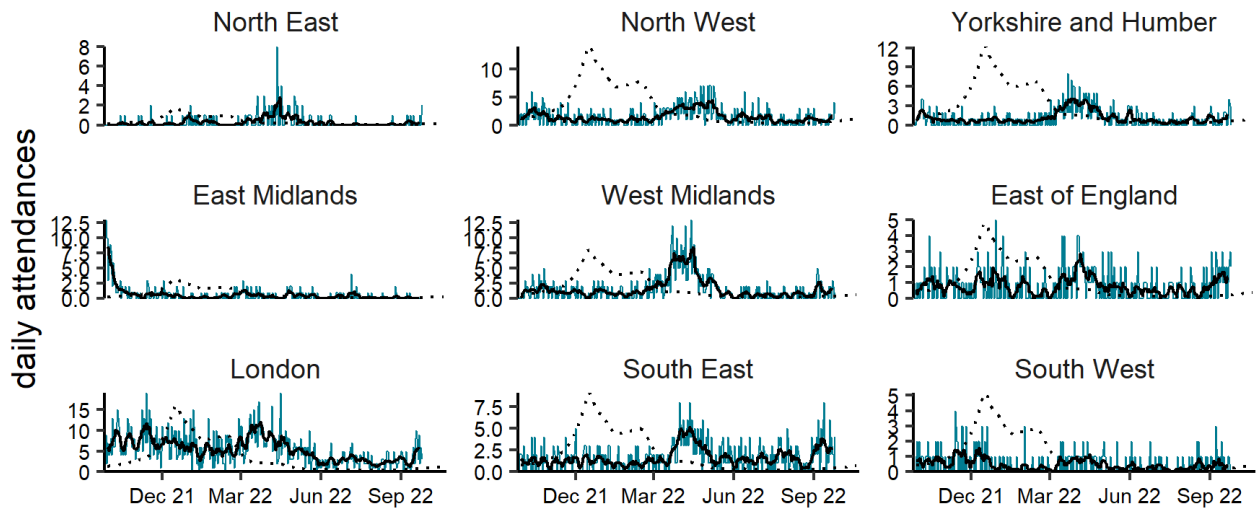 North East North West Yorkshire and Humber
8 6 4 2 0
10 5 0
12 9 6 3 0
daily attendances
East Midlands West Midlands East of England
12.5 10.0 7.5 5.0 2.5 0.0
12.5 10.0 7.5 5.0 2.5 0.0
5 4 3 2 1 0
London South East South West
15 10 5 0
7.5 5.0 2.5 0.0
5 4 3 2 1 0
Dec 21 Mar 22 Jun 22 Sep 22 Dec 21 Mar 22 Jun 22 Sep 22 Dec 21 Mar 22 Jun 22 Sep 22